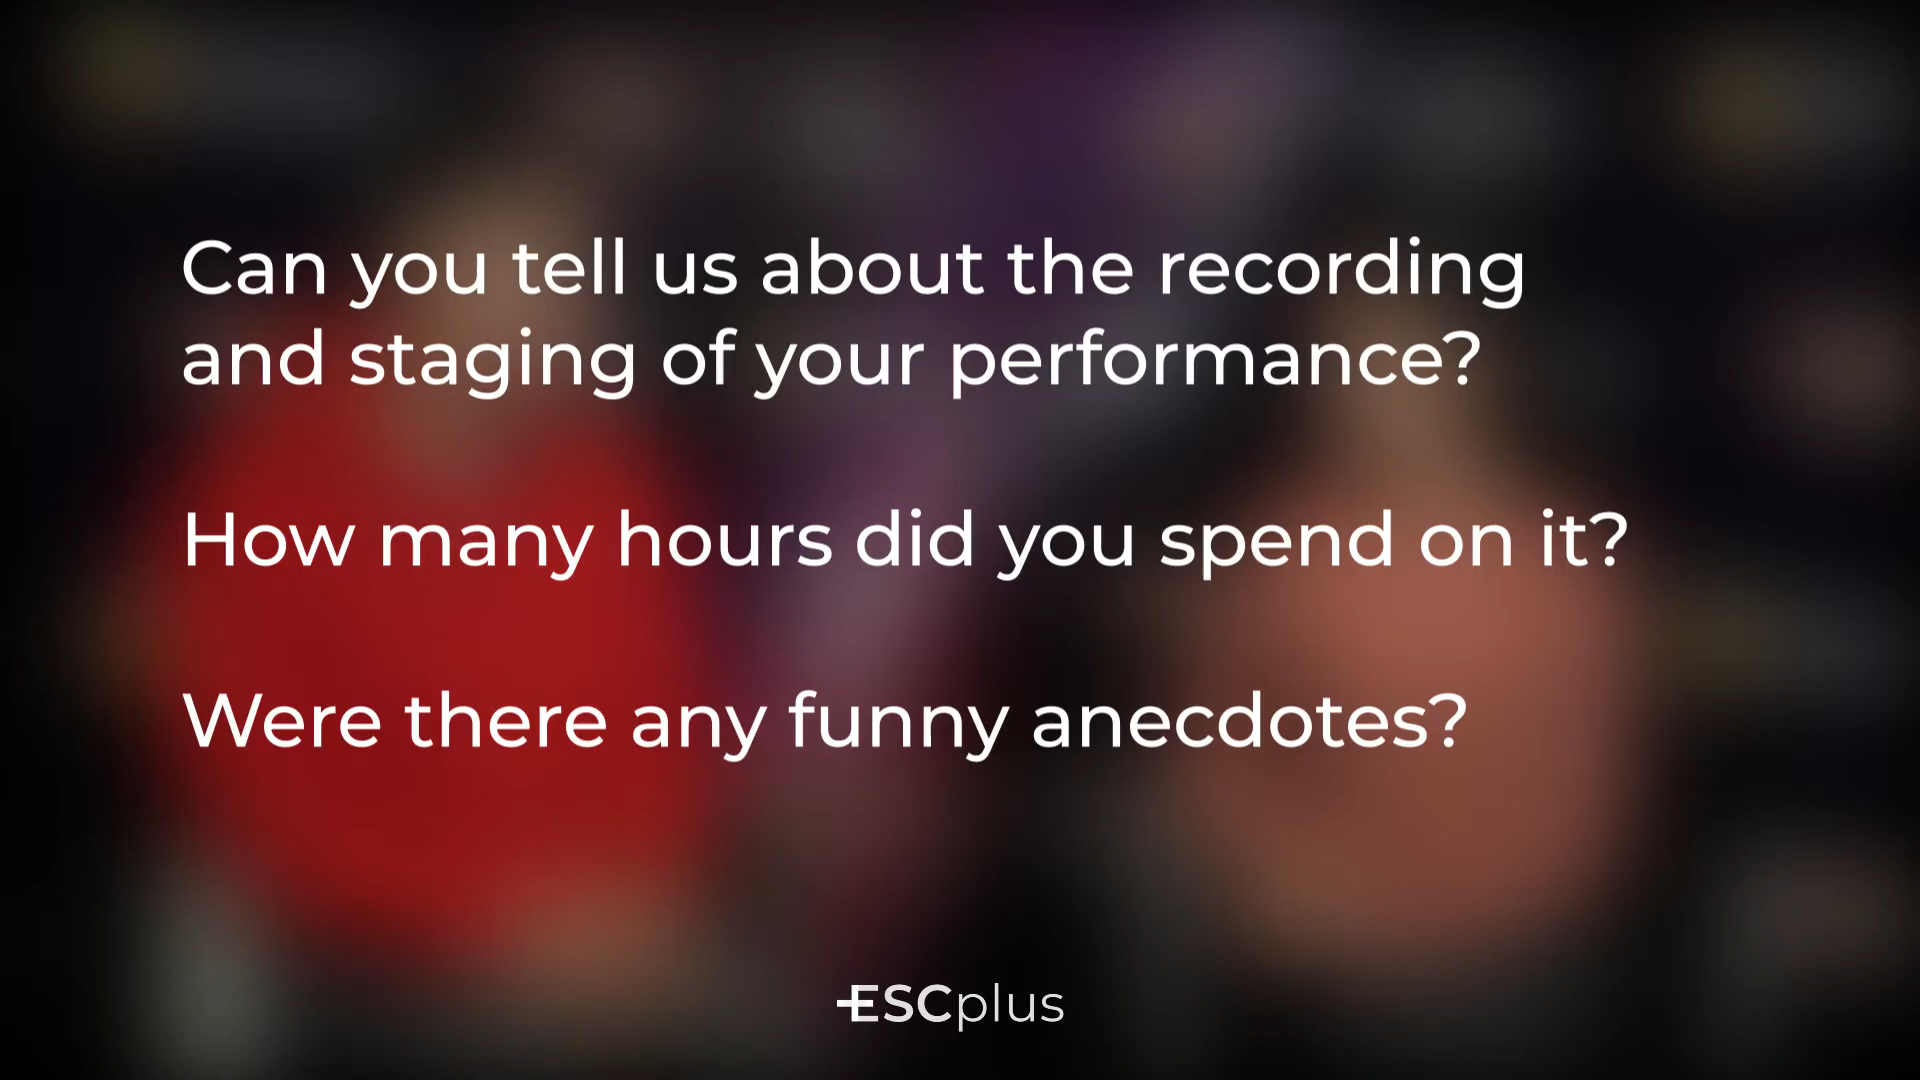 Can you tell us about the recording
and staging of your performance?
How many hours did you spend on it?
Were there any funny anecdotes?
ESCplus